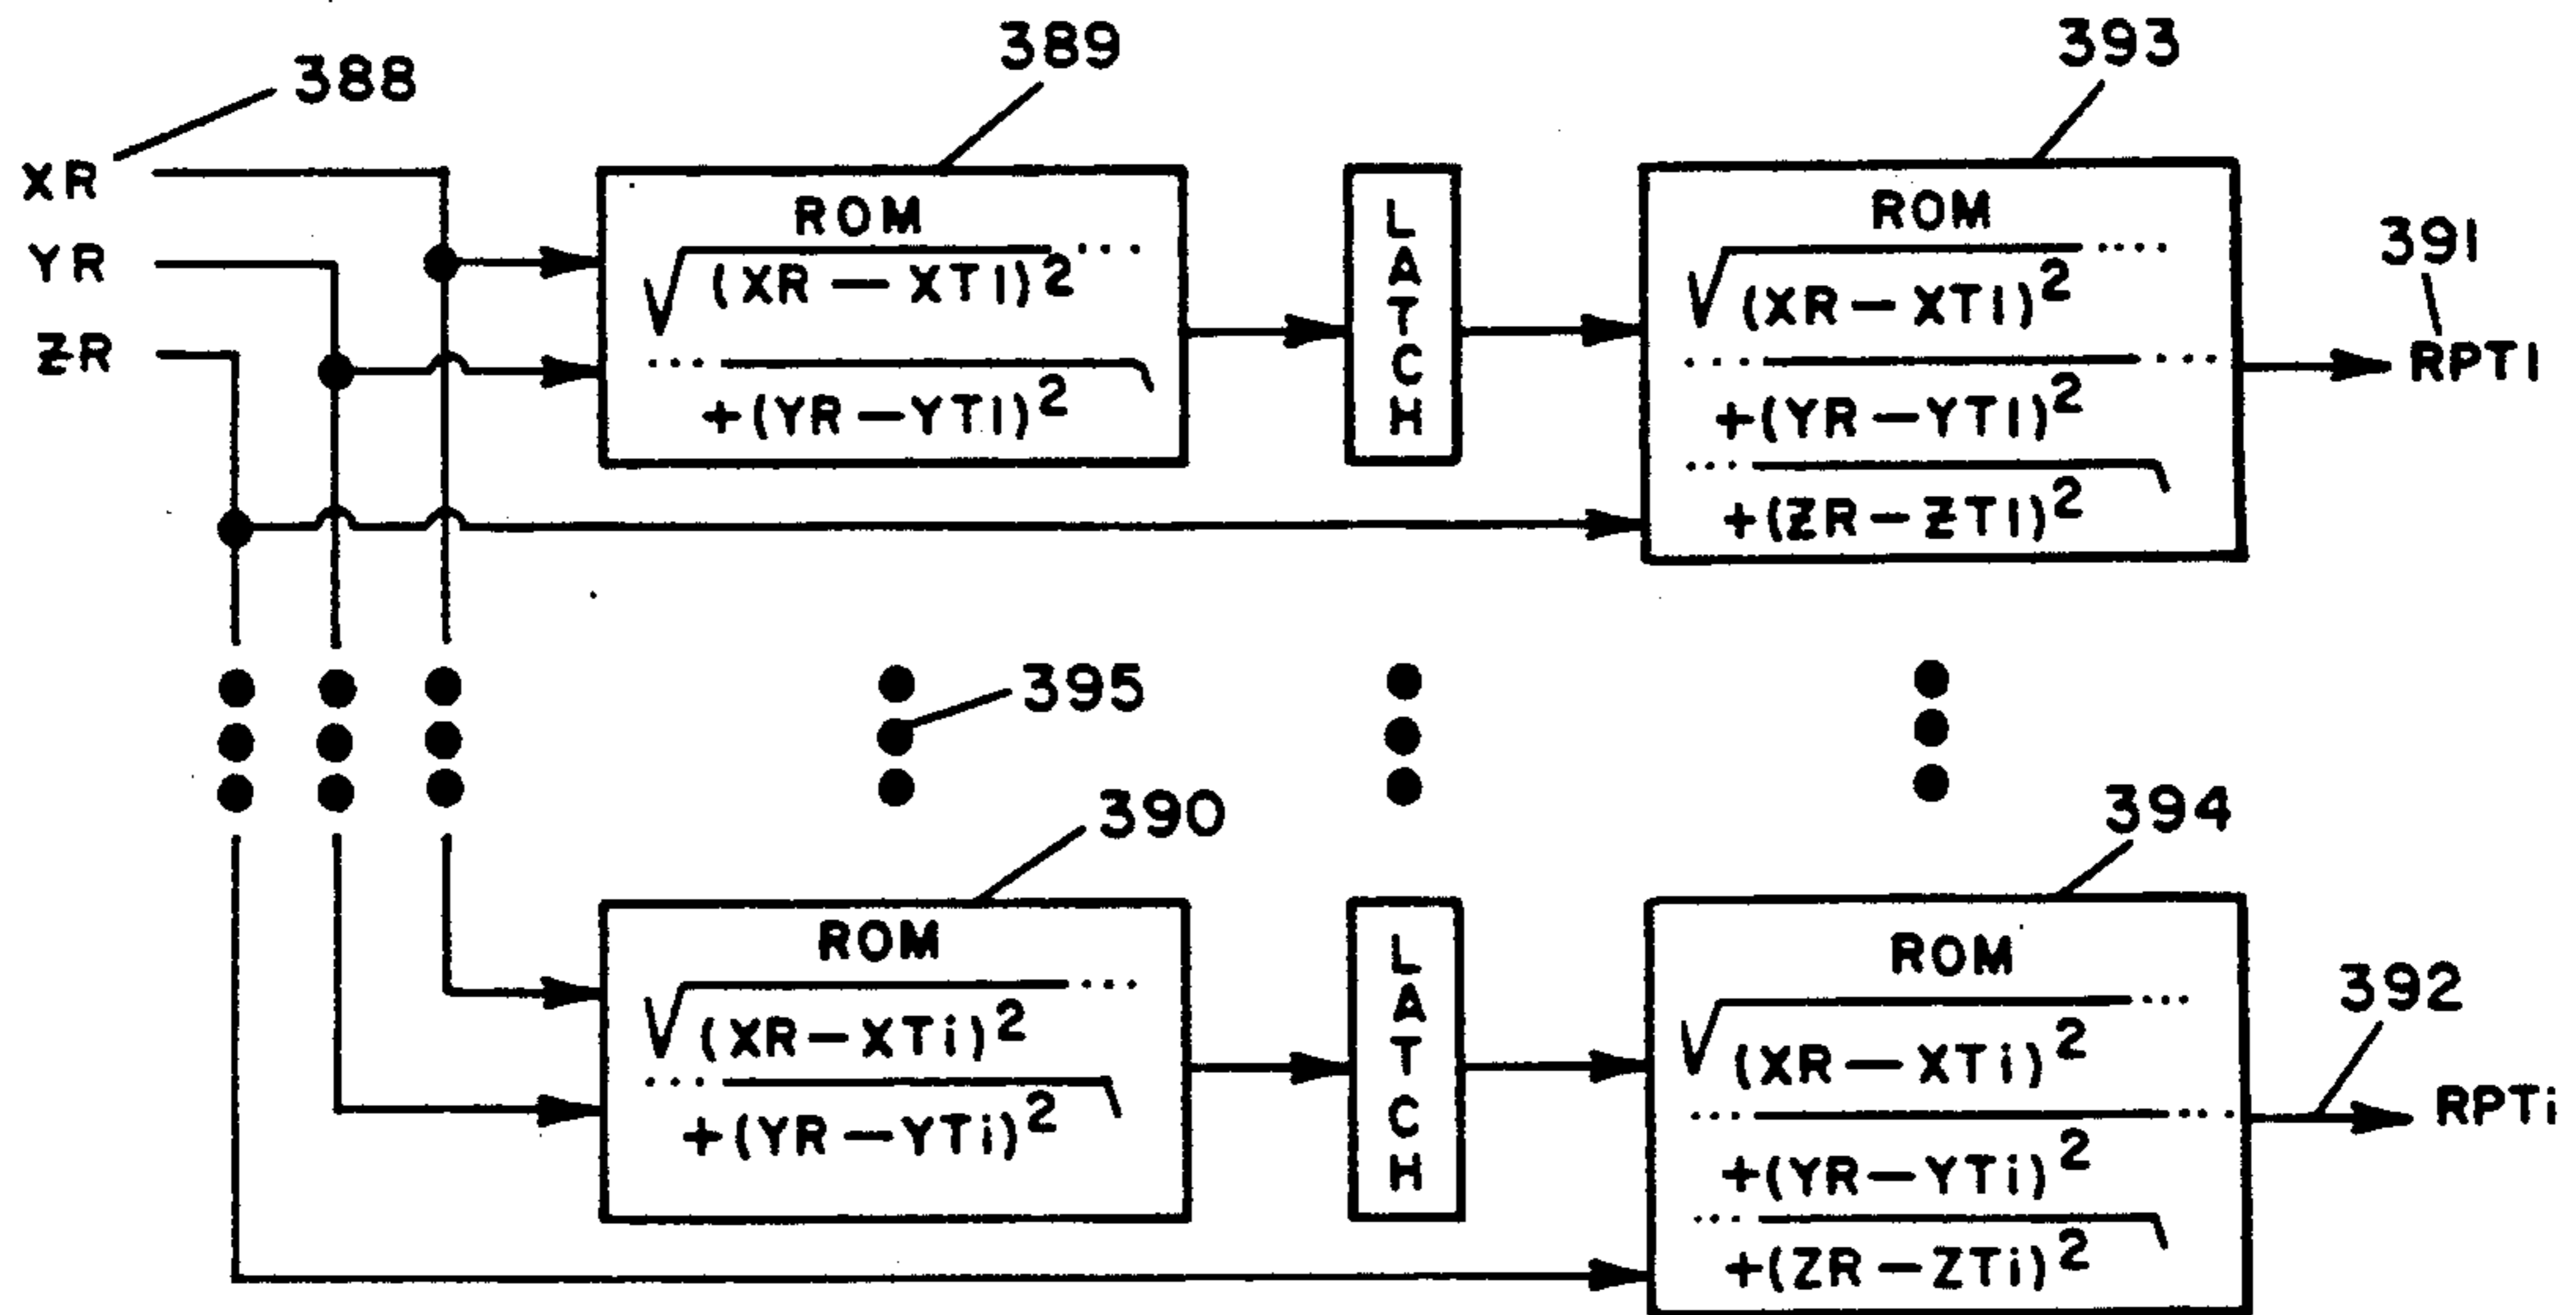 388
389
393
XR
YR
ZR
ROM
√(XR — XT1)² ....
... +(YR—YT1)²
LATCH
ROM
√(XR— XT1)² ....
... +(YR—YT1)² ....
... +(ZR—ZT1)²
391
RPT1
395
390
394
ROM
√(XR—XTi)² ....
... +(YR—YTi)²
LATCH
ROM
√(XR—XTi)² ...
... +(YR—YTi)² ....
... +(ZR—ZTi)²
392
RPTi